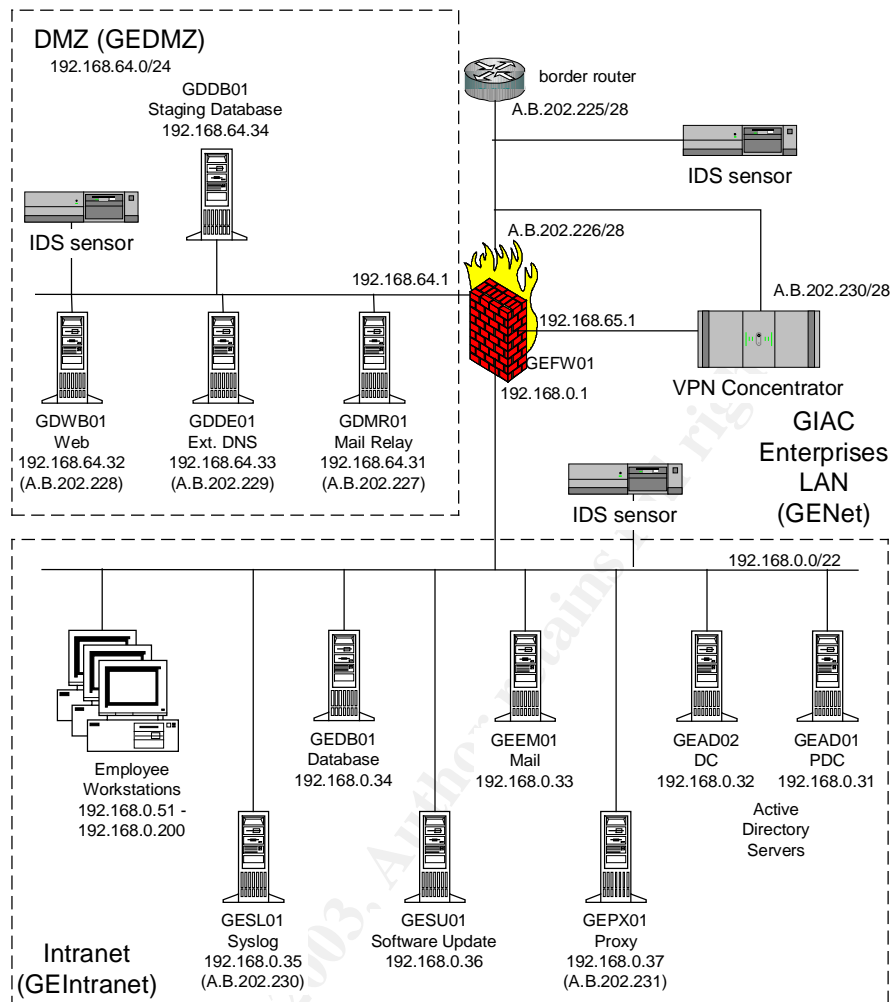 DMZ (GEDMZ)
192.168.64.0/24
GDDB01
Staging Database
192.168.64.34
IDS sensor
192.168.64.1
GDWB01
Web
192.168.64.32
(A.B.202.228)
GDDE01
Ext. DNS
192.168.64.33
(A.B.202.229)
GDMR01
Mail Relay
192.168.64.31
(A.B.202.227)
border router
A.B.202.225/28
IDS sensor
A.B.202.226/28
A.B.202.230/28
192.168.65.1
GEFW01
192.168.0.1
VPN Concentrator
GIAC
Enterprises
LAN
(GENet)
IDS sensor
192.168.0.0/22
Employee
Workstations
192.168.0.51 -
192.168.0.200
GEDB01
Database
192.168.0.34
GEEM01
Mail
192.168.0.33
GEAD02
DC
192.168.0.32
GEAD01
PDC
192.168.0.31
Active
Directory
Servers
GESL01
Syslog
192.168.0.35
(A.B.202.230)
GESU01
Software Update
192.168.0.36
GEPX01
Proxy
192.168.0.37
(A.B.202.231)
Intranet
(GEIntranet)
003, Author retains